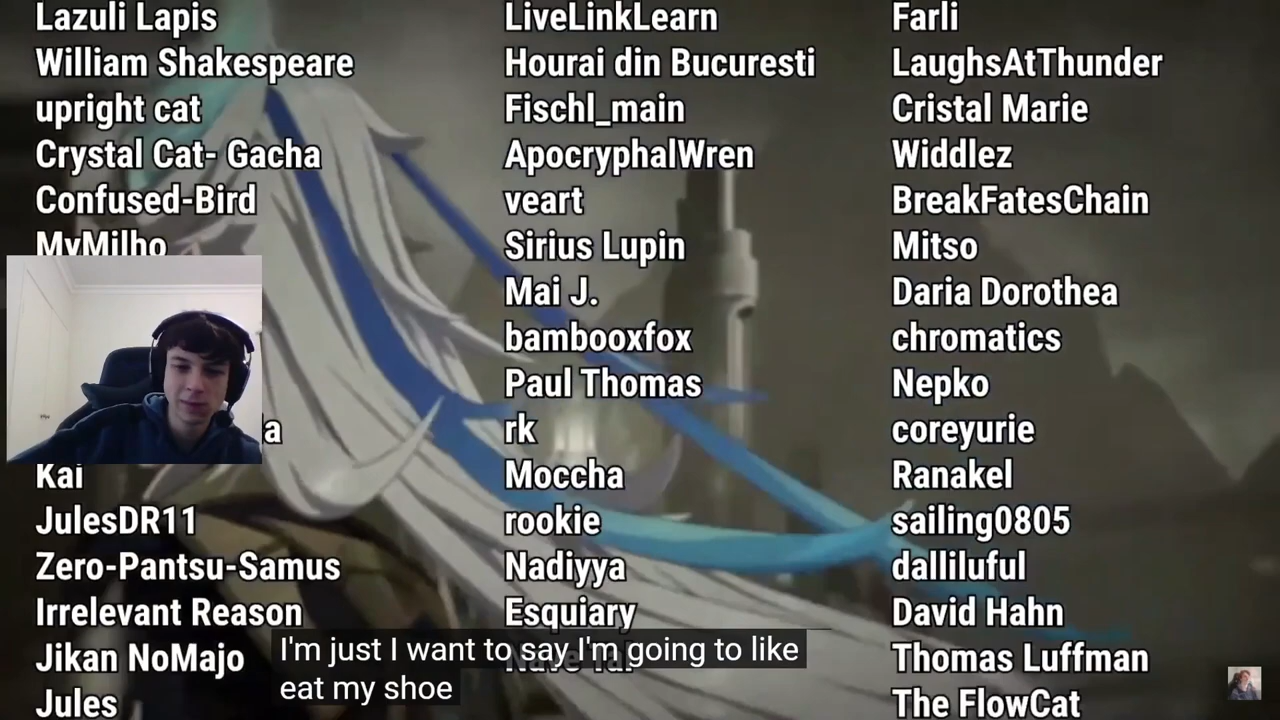 Lazuli Lapis
William Shakespeare
upright cat
Crystal Cat- Gacha
Confused-Bird
MyMilho
a
Kai
JulesDR11
Zero-Pantsu-Samus
Irrelevant Reason
Jikan NoMajo
Jules
LiveLinkLearn
Hourai din Bucuresti
Fischl_main
ApocryphalWren
veart
Sirius Lupin
Mai J.
bambooxfox
Paul Thomas
rk
Moccha
rookie
Nadiyya
Esquiary
Farli
LaughsAtThunder
Cristal Marie
Widdlez
BreakFatesChain
Mitso
Daria Dorothea
chromatics
Nepko
coreyurie
Ranakel
sailing0805
dalliluful
David Hahn
Thomas Luffman
The FlowCat
I'm just I want to say I'm going to like
eat my shoe